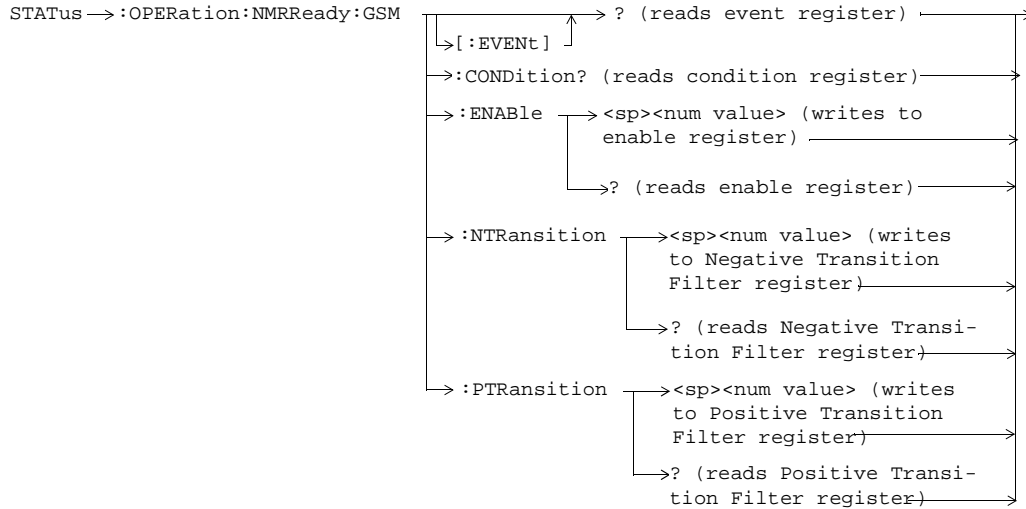 STATus :OPERation:NMRReady:GSM ? (reads event register)
[:EVENt]
:CONDition? (reads condition register)
:ENABle <sp><num value> (writes to
enable register)
? (reads enable register)
:NTRansition <sp><num value> (writes
to Negative Transition
Filter register)
? (reads Negative Transi-
tion Filter register)
:PTRansition <sp><num value> (writes
to Positive Transition
Filter register)
? (reads Positive Transi-
tion Filter register)